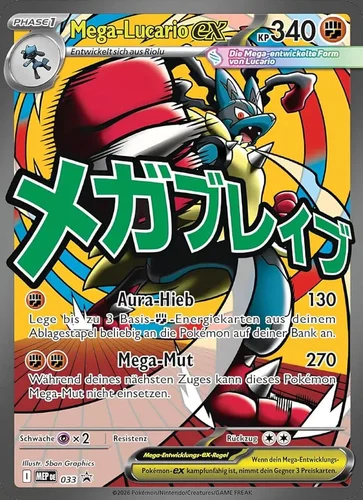 PHASE 1
Mega-Lucario ex
KP 340
Entwickelt sich aus Riolu
Die Mega-entwickelte Form
von Lucario
メガブレイブ
Aura-Hieb 130
Lege bis zu 3 Basis-Energiekarten aus deinem
Ablagestapel beliebig an die Pokémon auf deiner Bank an.
Mega-Mut 270
Während deines nächsten Zuges kann dieses Pokémon
Mega-Mut nicht einsetzen.
Schwäche ×2 Resistenz Rückzug
Illustr. 5ban Graphics
Mega-Entwicklungs-ex-Regel
Wenn dein Mega-Entwicklungs-
Pokémon-ex kampfunfähig ist, nimmt dein Gegner 3 Preiskarten.
I MEP DE 033
©2026 Pokémon/Nintendo/Creatures/GAME FREAK